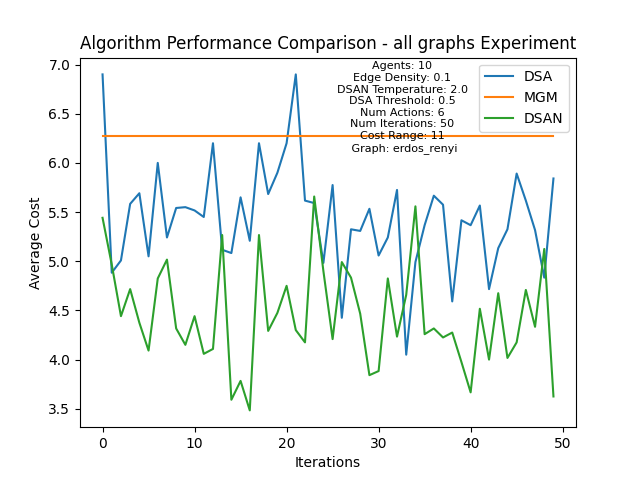 Algorithm Performance Comparison - all graphs Experiment
Agents: 10
Edge Density: 0.1
DSAN Temperature: 2.0
DSA Threshold: 0.5
Num Actions: 6
Num Iterations: 50
Cost Range: 11
Graph: erdos_renyi
DSA
MGM
DSAN
Average Cost
7.0
6.5
6.0
5.5
5.0
4.5
4.0
3.5
0 10 20 30 40 50
Iterations